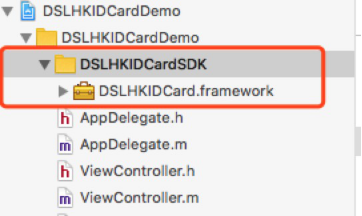 DSLHKIDCardDemo
DSLHKIDCardDemo
DSLHKIDCardSDK
DSLHKIDCard.framework
h AppDelegate.h
m AppDelegate.m
h ViewController.h
m ViewController.m